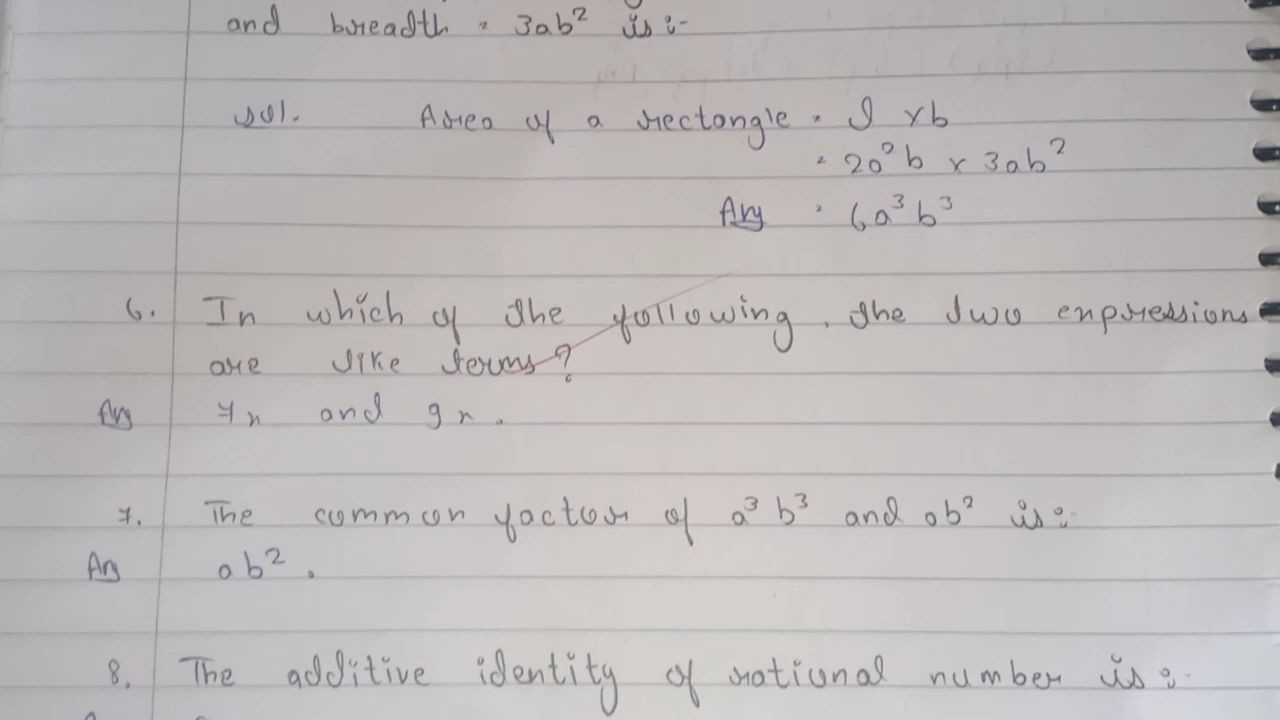 and breadth = 3ab² is :-
sol. Area of a rectangle = l × b
= 2a²b × 3ab²
Ans = 6a³b³
6. In which of the following, the two expressions
are like terms?
Ans 7x and 9x.
7. The common factor of a³b³ and ab² is :-
Ans ab².
8. The additive identity of rational number is :-